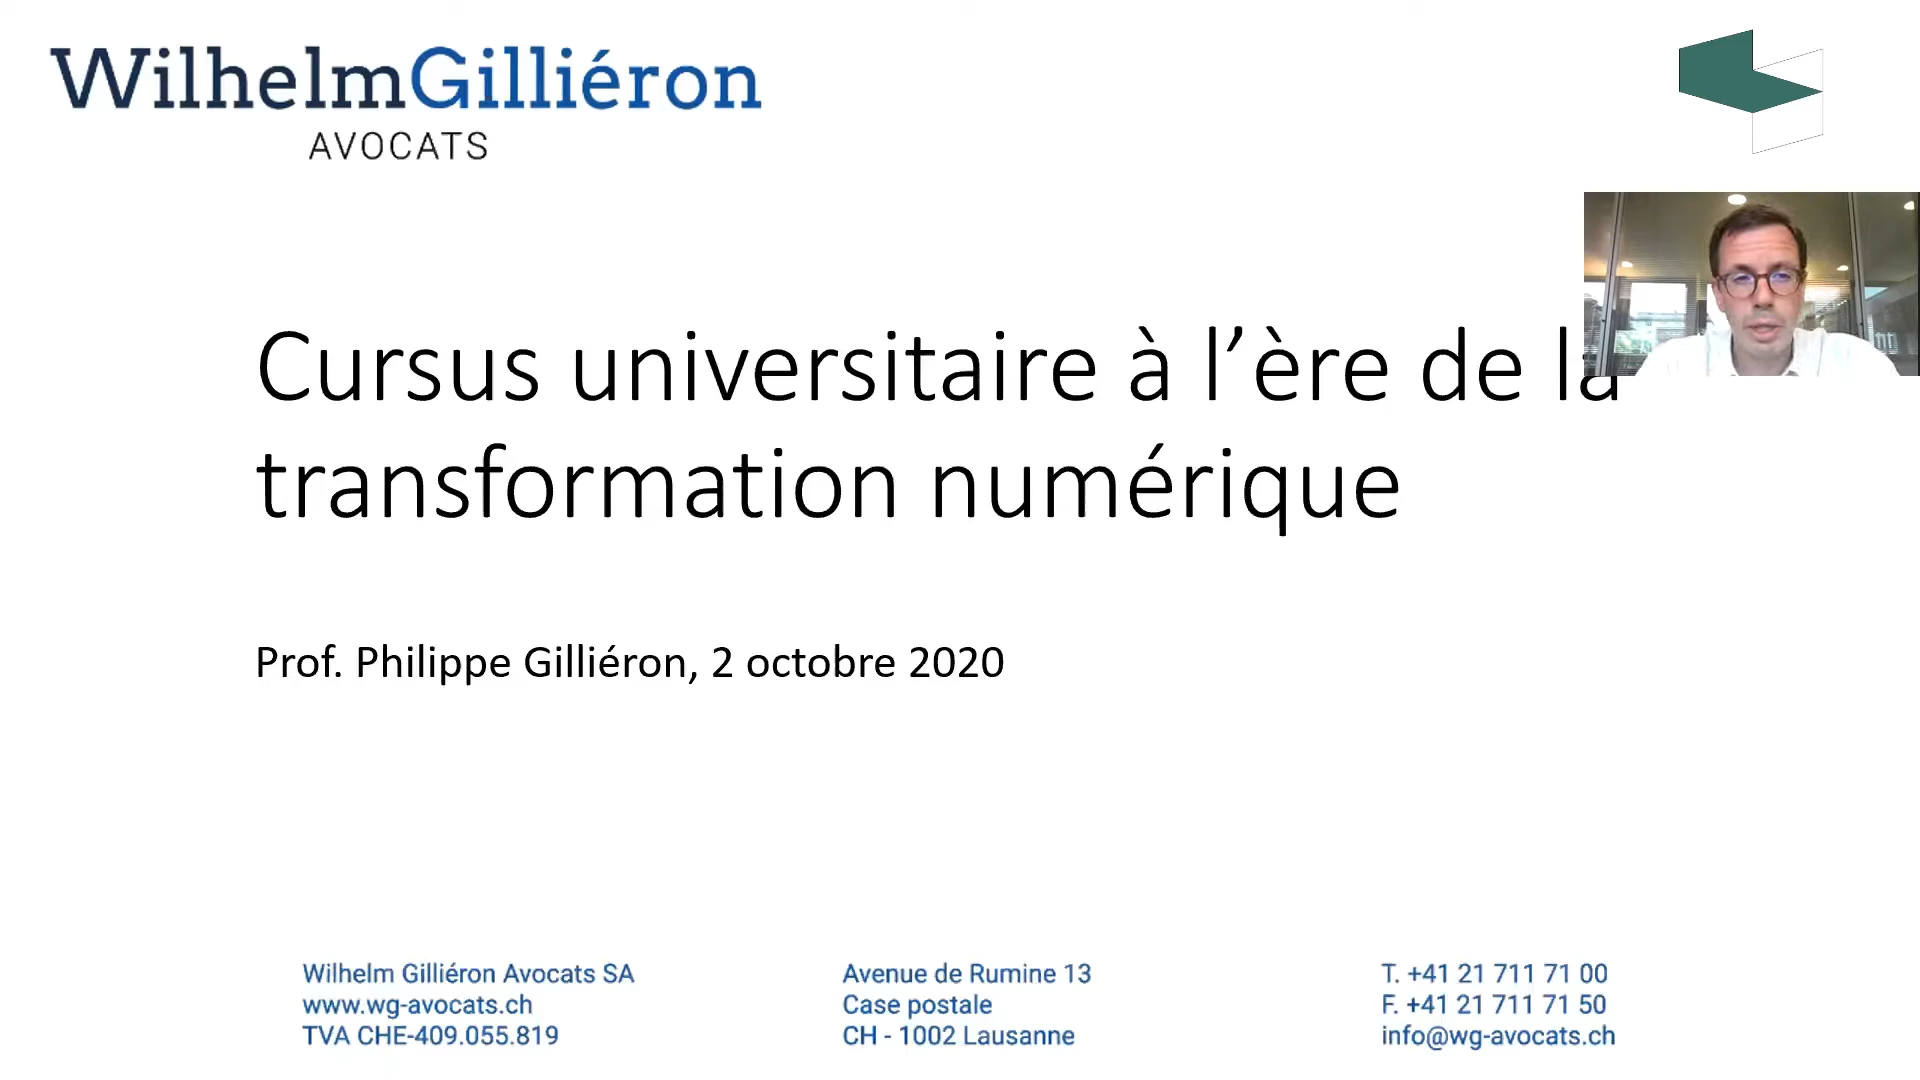 WilhelmGilliéron
AVOCATS
Cursus universitaire à l’ère de la
transformation numérique
Prof. Philippe Gilliéron, 2 octobre 2020
Wilhelm Gilliéron Avocats SA
www.wg-avocats.ch
TVA CHE-409.055.819
Avenue de Rumine 13
Case postale
CH - 1002 Lausanne
T. +41 21 711 71 00
F. +41 21 711 71 50
info@wg-avocats.ch